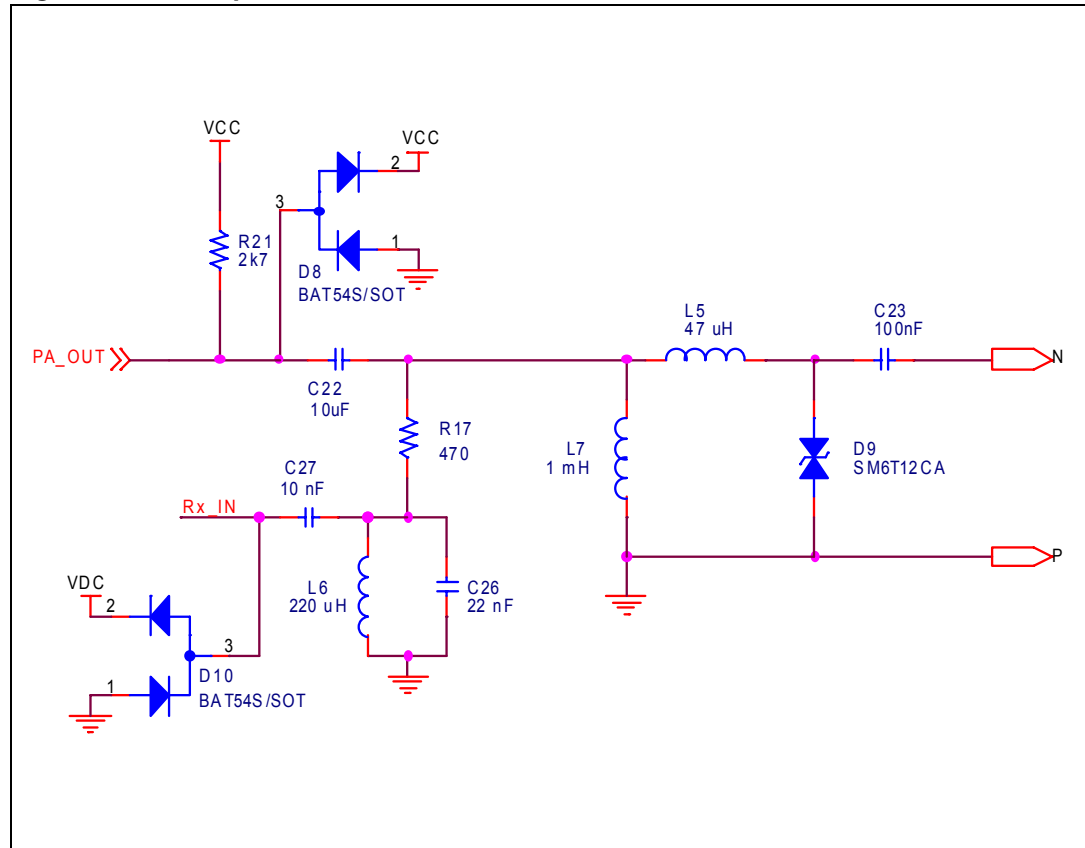 VCC
VCC
2
3
R21
2k7
1
D8
BAT54S/SOT
L5
47 uH
C23
100nF
PA_OUT
N
C22
10uF
R17
470
L7
1 mH
D9
SM6T12CA
C27
10 nF
Rx_IN
P
VDC
2
L6
220 uH
C26
22 nF
3
1
D10
BAT54S/SOT